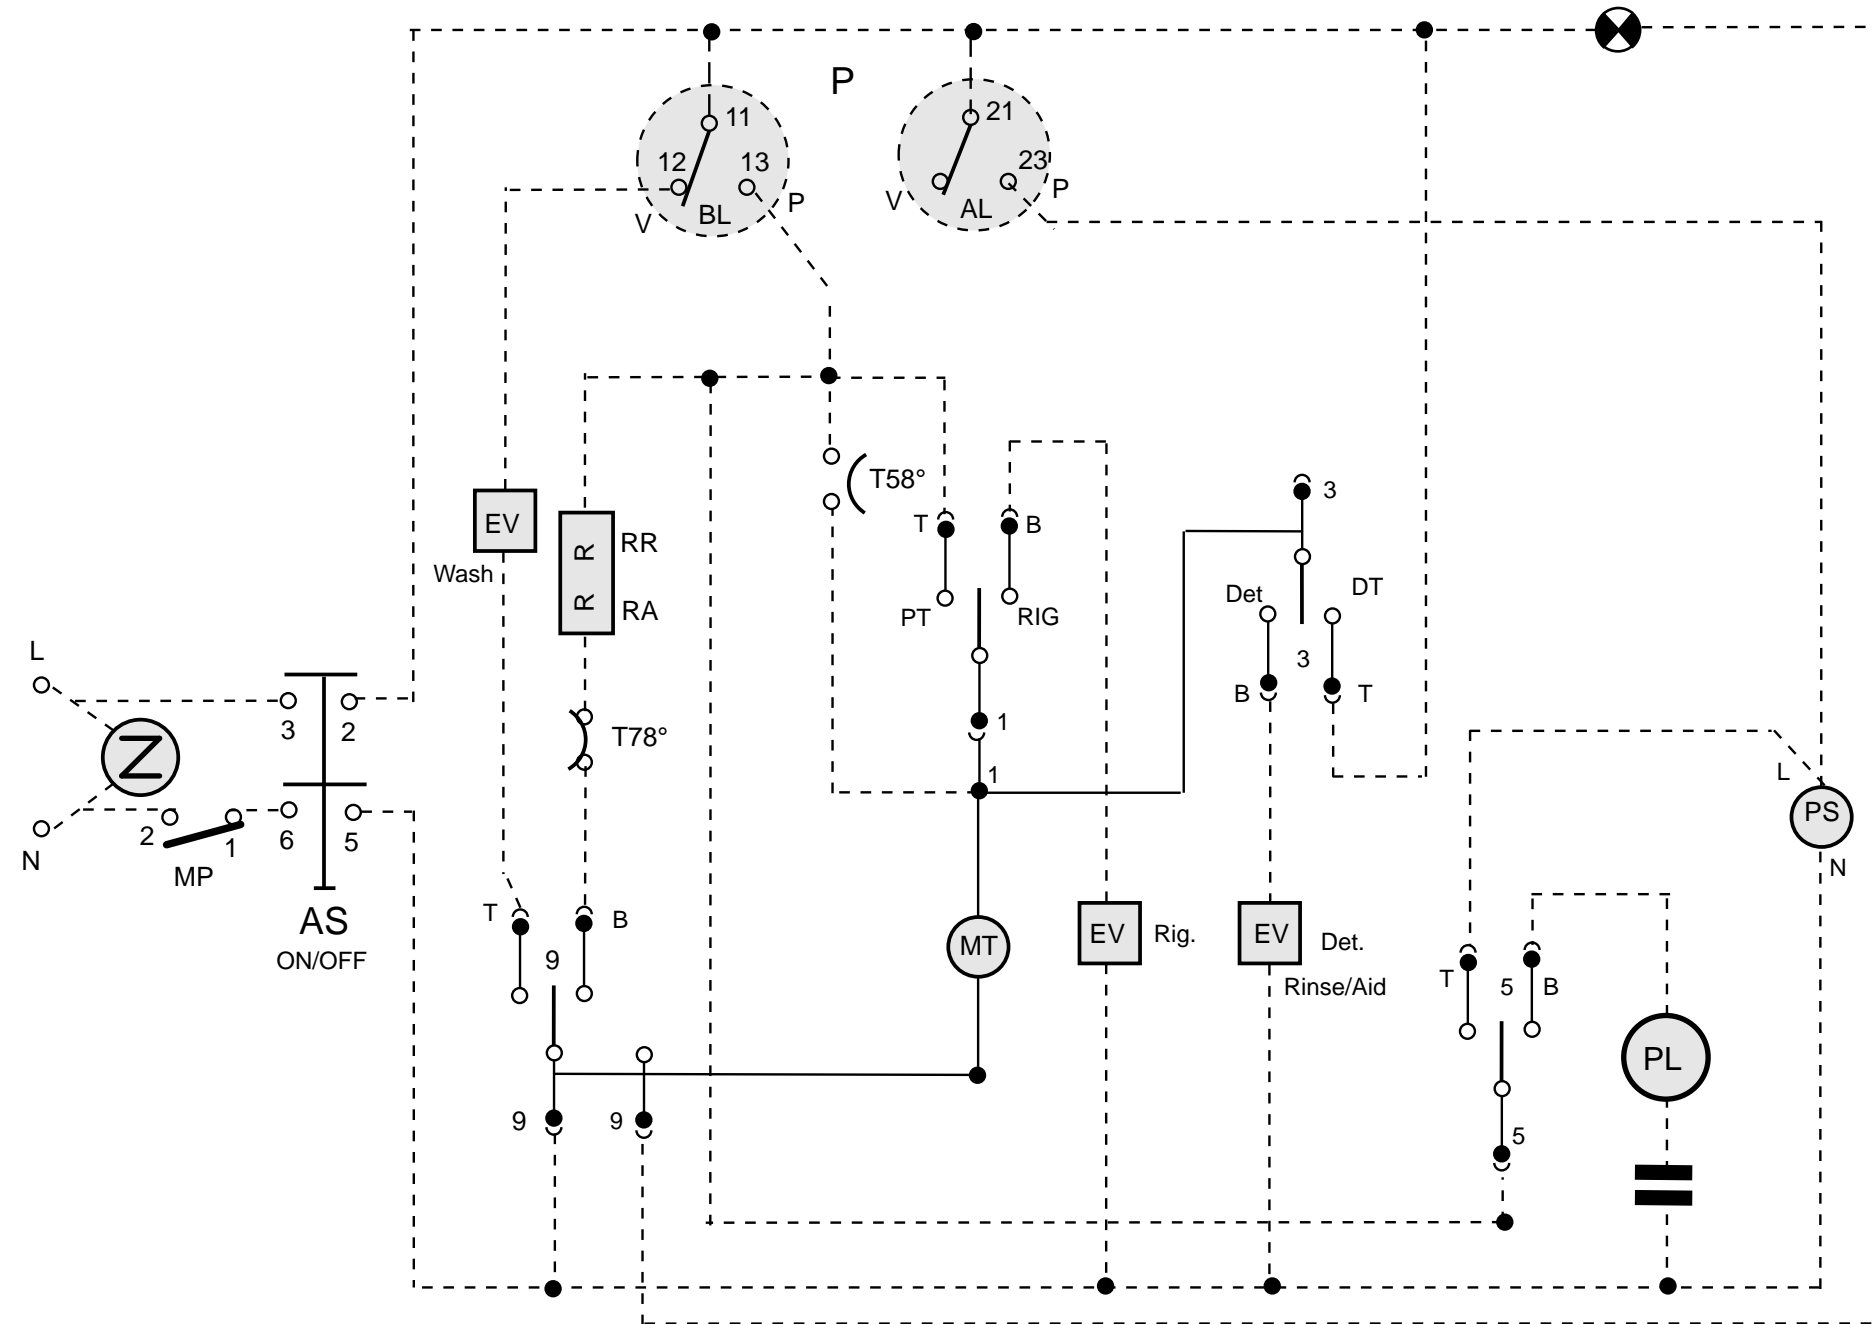 P
11
21
12
13
23
V
BL
P
V
AL
P
T58°
3
EV
T
B
RR
Wash
R
R
RA
PT
RIG
Det
DT
L
3
B
T
3
2
T78°
1
Z
1
L
2
1
6
5
PS
N
MP
N
AS
ON/OFF
T
B
9
MT
EV
Rig.
EV
Det.
Rinse/Aid
T
5
B
PL
9
9
5